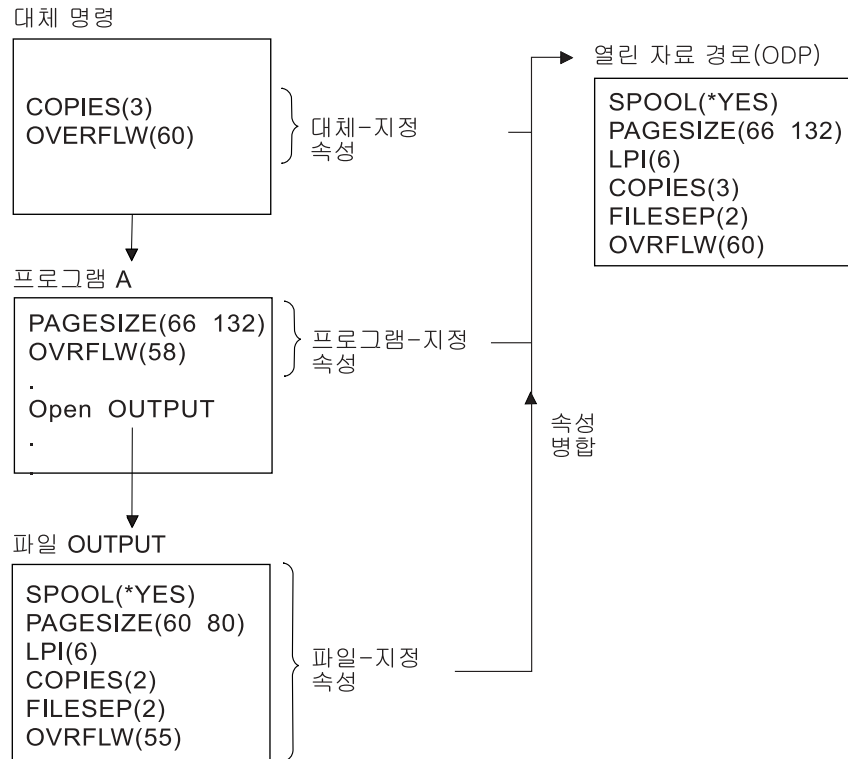 대체 명령
COPIES(3)
OVERFLW(60)
대체-지정
속성
프로그램 A
PAGESIZE(66 132)
OVRFLW(58)
.
Open OUTPUT
.
.
프로그램-지정
속성
파일 OUTPUT
SPOOL(*YES)
PAGESIZE(60 80)
LPI(6)
COPIES(2)
FILESEP(2)
OVRFLW(55)
파일-지정
속성
속성
병합
열린 자료 경로(ODP)
SPOOL(*YES)
PAGESIZE(66 132)
LPI(6)
COPIES(3)
FILESEP(2)
OVRFLW(60)